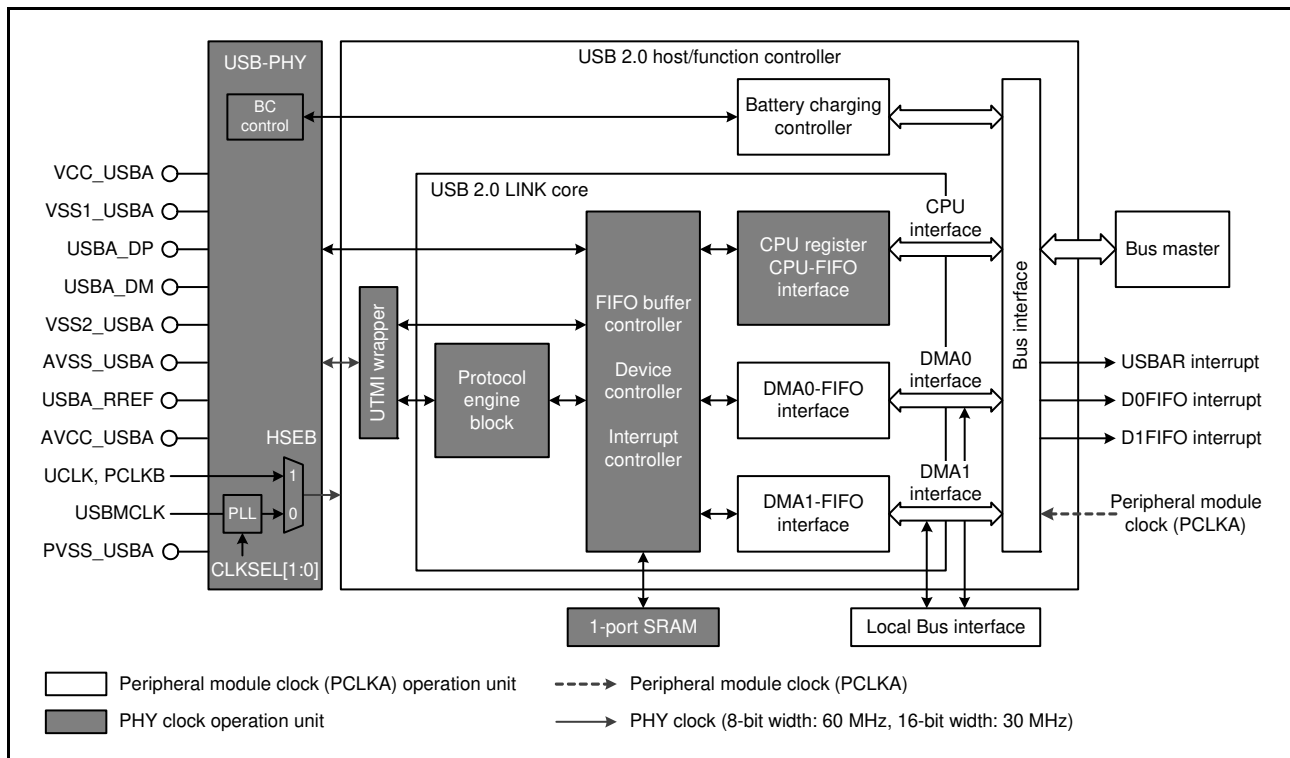 USB-PHY
USB 2.0 host/function controller
BC
control
Battery charging
controller
VCC_USBA
VSS1_USBA
USBA_DP
USBA_DM
VSS2_USBA
AVSS_USBA
USBA_RREF
AVCC_USBA
UCLK, PCLKB
USBMCLK
PVSS_USBA
HSEB
1
0
PLL
CLKSEL[1:0]
USB 2.0 LINK core
UTMI wrapper
Protocol
engine
block
FIFO buffer
controller
Device
controller
Interrupt
controller
CPU register
CPU-FIFO
interface
DMA0-FIFO
interface
DMA1-FIFO
interface
CPU
interface
DMA0
interface
DMA1
interface
Bus interface
Bus master
USBAR interrupt
D0FIFO interrupt
D1FIFO interrupt
Peripheral module
clock (PCLKA)
1-port SRAM
Local Bus interface
Peripheral module clock (PCLKA) operation unit
Peripheral module clock (PCLKA)
PHY clock operation unit
PHY clock (8-bit width: 60 MHz, 16-bit width: 30 MHz)